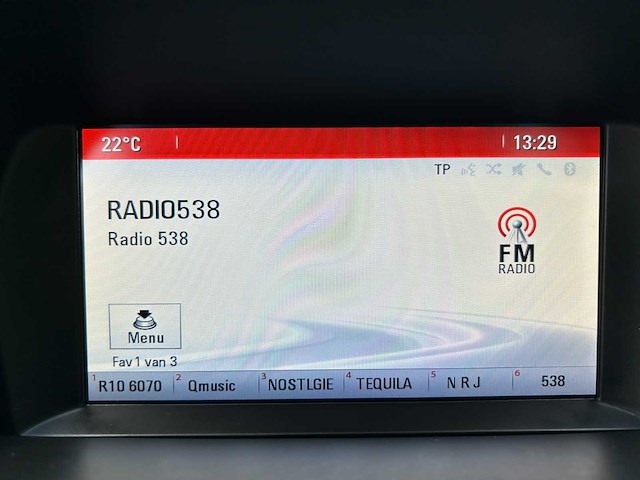 22°C 13:29
TP
RADIO538
Radio 538
FM
RADIO
Menu
Fav 1 van 3
1 R10 6070 2 Qmusic 3 NOSTLGIE 4 TEQUILA 5 N R J 6 538